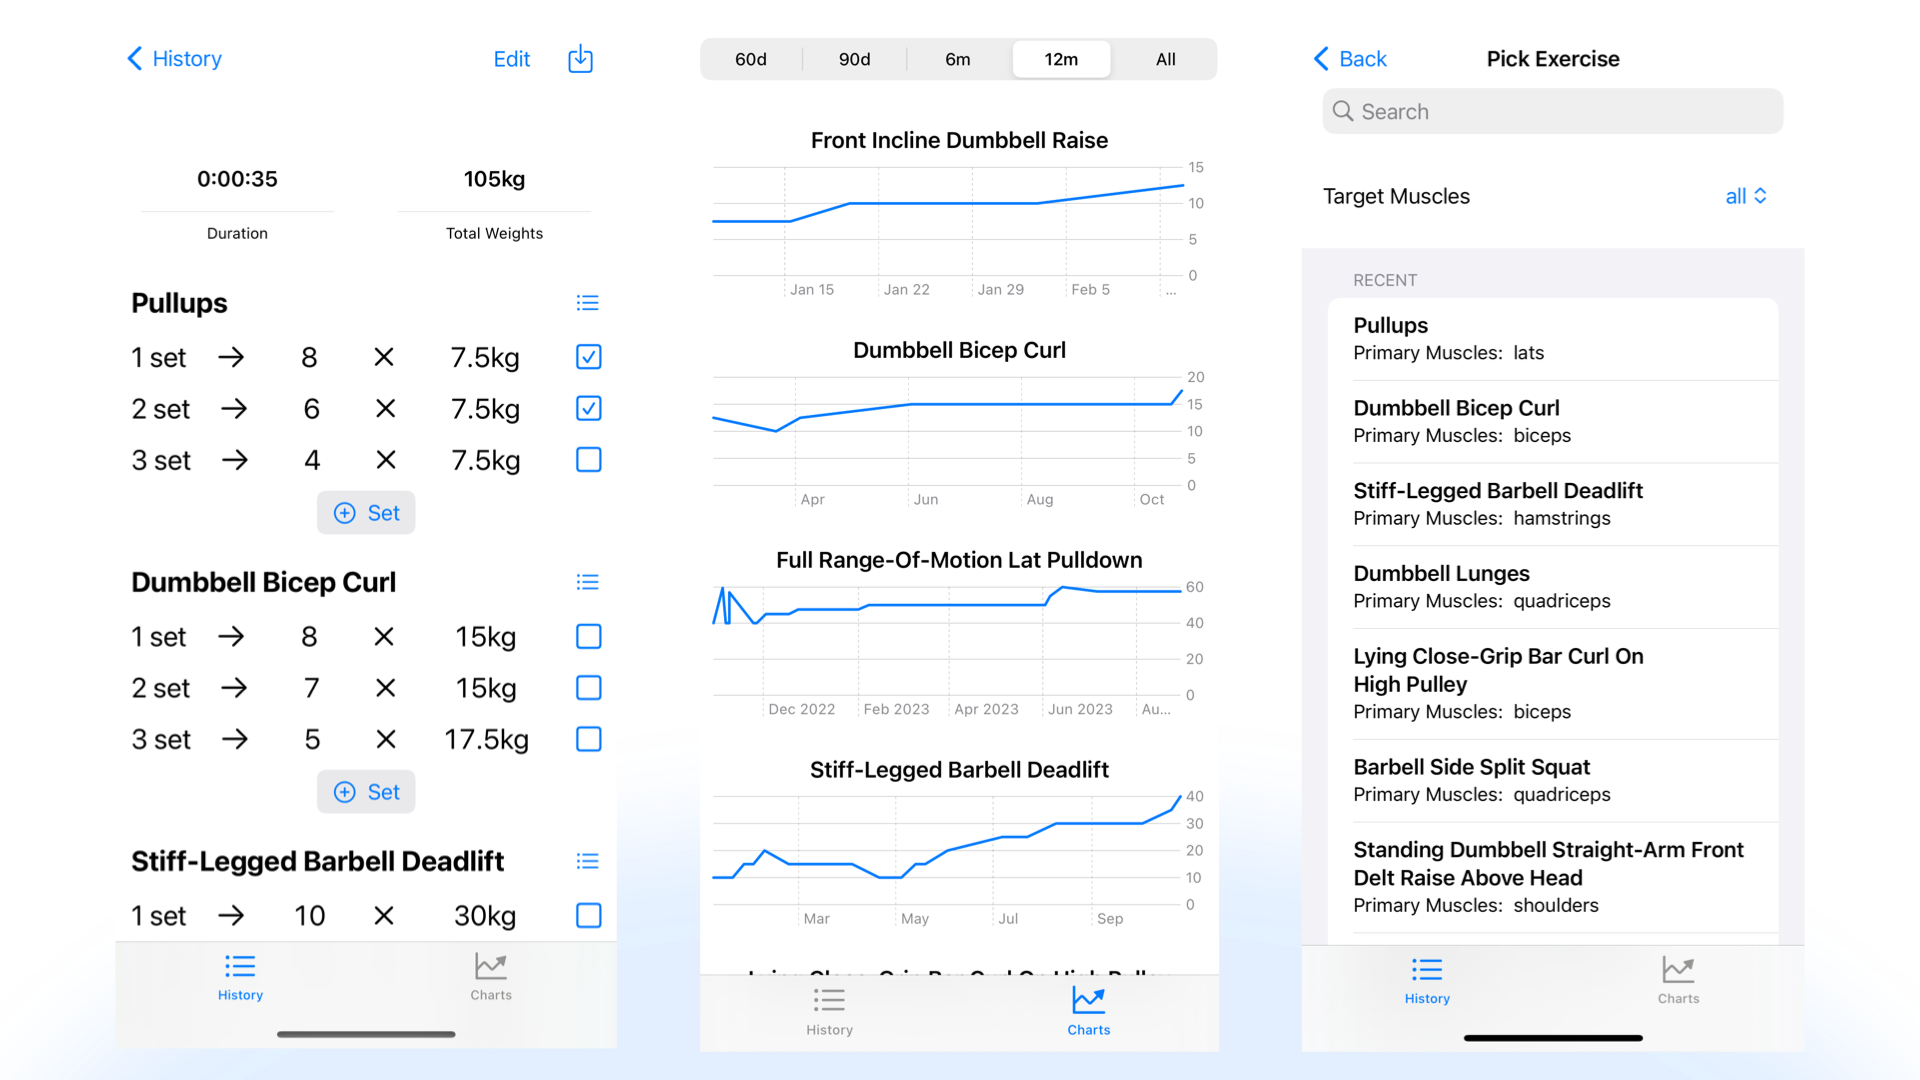 History
Edit
0:00:35
105kg
Duration
Total Weights
Pullups
1 set → 8 × 7.5kg
2 set → 6 × 7.5kg
3 set → 4 × 7.5kg
Set
Dumbbell Bicep Curl
1 set → 8 × 15kg
2 set → 7 × 15kg
3 set → 5 × 17.5kg
Set
Stiff-Legged Barbell Deadlift
1 set → 10 × 30kg
History
Charts
60d 90d 6m 12m All
Front Incline Dumbbell Raise
15
10
5
0
Jan 15 Jan 22 Jan 29 Feb 5 ...
Dumbbell Bicep Curl
20
15
10
5
0
Apr Jun Aug Oct
Full Range-Of-Motion Lat Pulldown
60
40
20
0
Dec 2022 Feb 2023 Apr 2023 Jun 2023 Au...
Stiff-Legged Barbell Deadlift
40
30
20
10
0
Mar May Jul Sep
Lying Close-Grip Bar Curl On High Pulley
History
Charts
Back
Pick Exercise
Search
Target Muscles
all
RECENT
Pullups
Primary Muscles: lats
Dumbbell Bicep Curl
Primary Muscles: biceps
Stiff-Legged Barbell Deadlift
Primary Muscles: hamstrings
Dumbbell Lunges
Primary Muscles: quadriceps
Lying Close-Grip Bar Curl On
High Pulley
Primary Muscles: biceps
Barbell Side Split Squat
Primary Muscles: quadriceps
Standing Dumbbell Straight-Arm Front
Delt Raise Above Head
Primary Muscles: shoulders
History
Charts